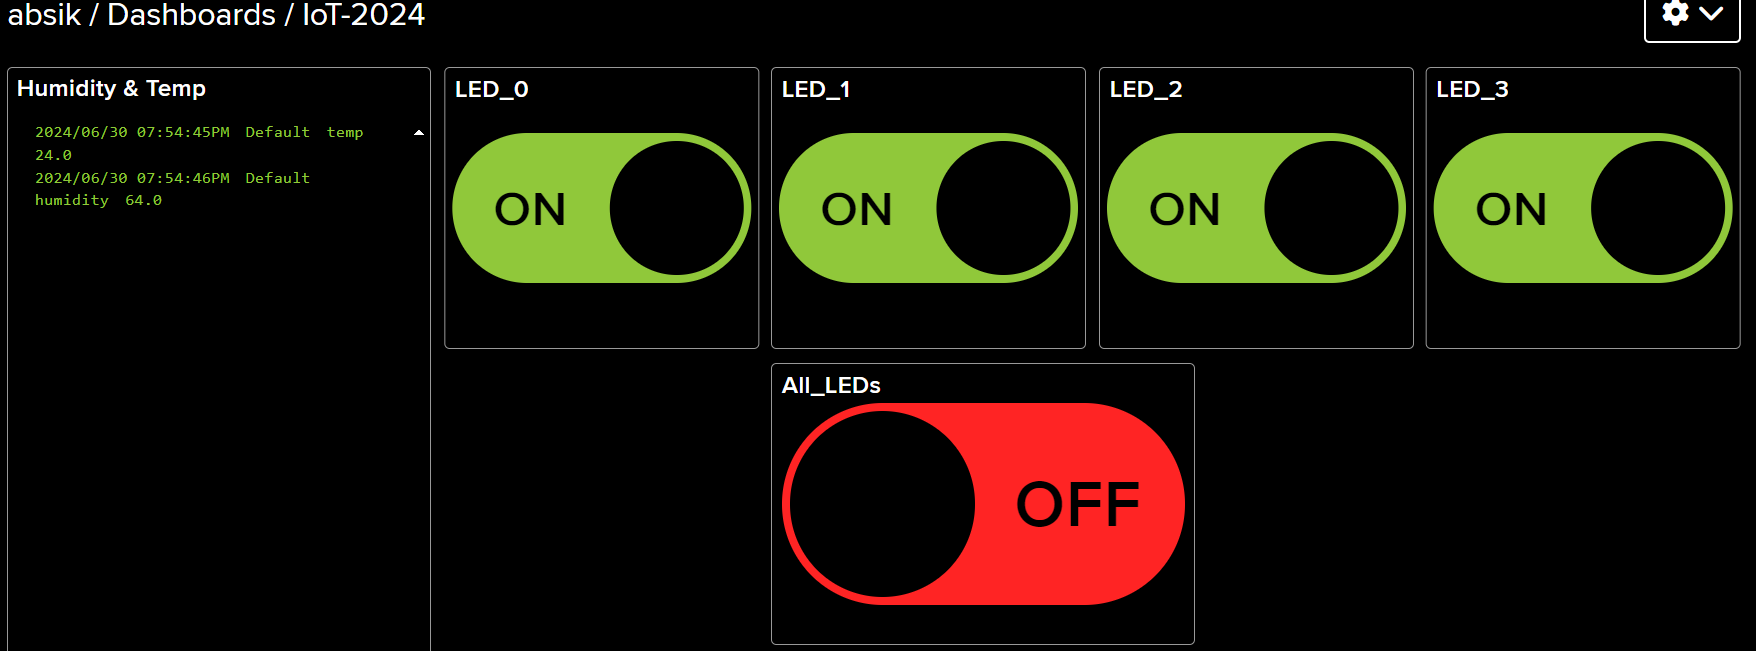 absik / Dashboards / IoT-2024
Humidity & Temp
2024/06/30 07:54:45PM Default temp
24.0
2024/06/30 07:54:46PM Default
humidity 64.0
LED_0
ON
LED_1
ON
LED_2
ON
LED_3
ON
All_LEDs
OFF